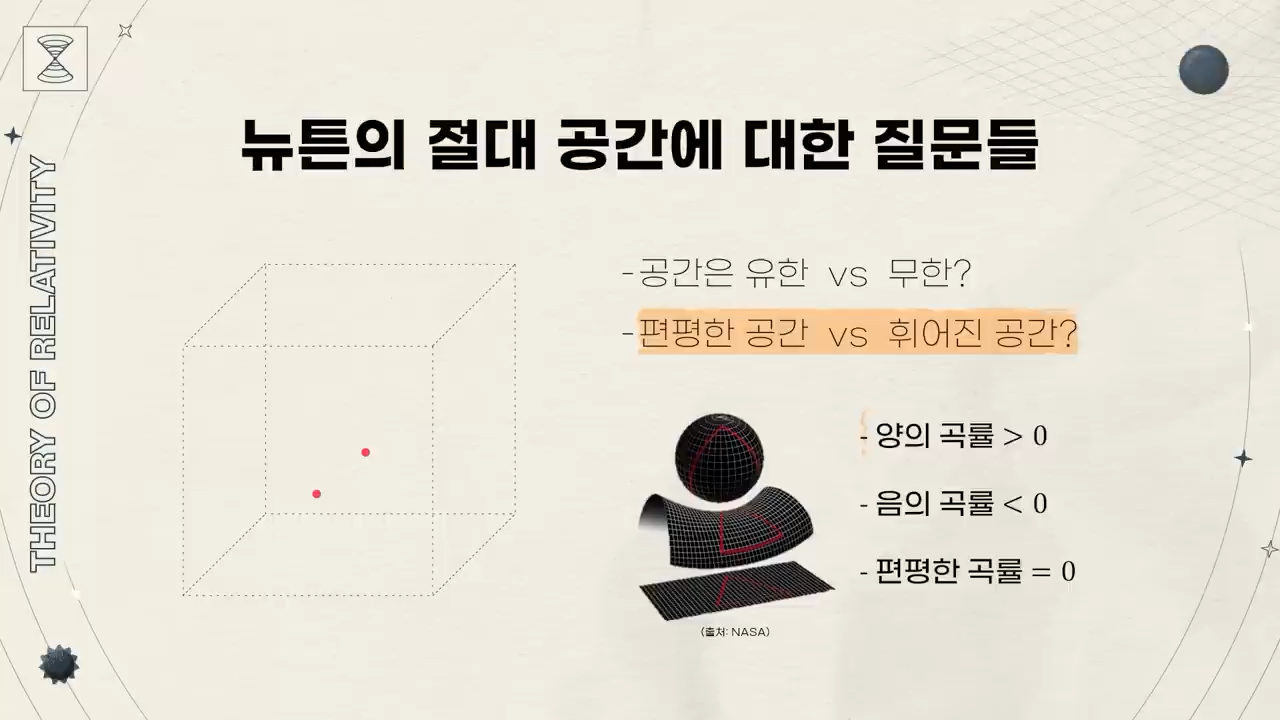 뉴튼의 절대 공간에 대한 질문들
THEORY OF RELATIVITY
- 공간은 유한 vs 무한?
- 편평한 공간 vs 휘어진 공간?
- 양의 곡률 > 0
- 음의 곡률 < 0
- 편평한 곡률 = 0
(출처: NASA)